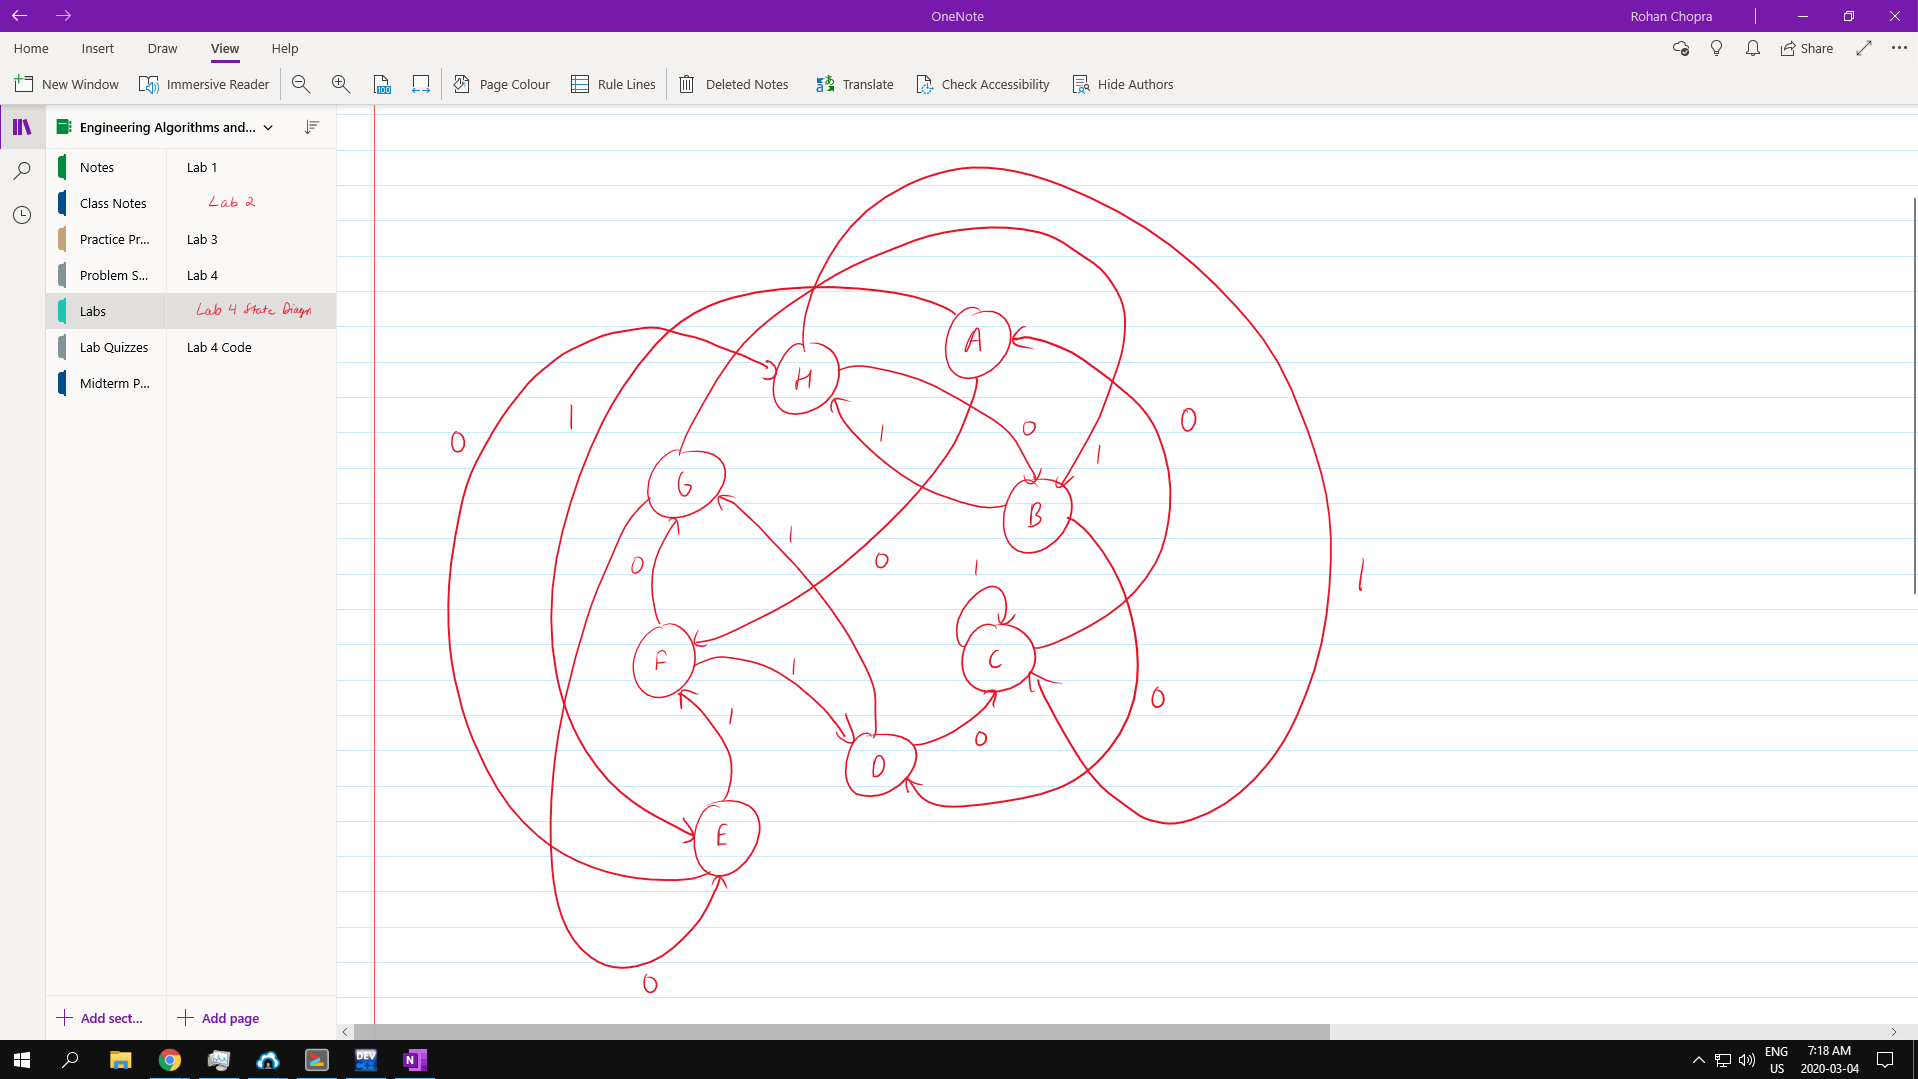 OneNote
Rohan Chopra
Home Insert Draw View Help
Share
New Window Immersive Reader 100 Page Colour Rule Lines Deleted Notes Translate Check Accessibility Hide Authors
Engineering Algorithms and...
Notes
Class Notes
Practice Pr...
Problem S...
Labs
Lab Quizzes
Midterm P...
Lab 1
Lab 2
Lab 3
Lab 4
Lab 4 State Diagr
Lab 4 Code
A
H
0
1
0
1
0
1
G
B
1
0
0
1
1
F
C
1
0
1
0
D
E
0
Add sect...
Add page
DEV
N
ENG
US
7:18 AM
2020-03-04